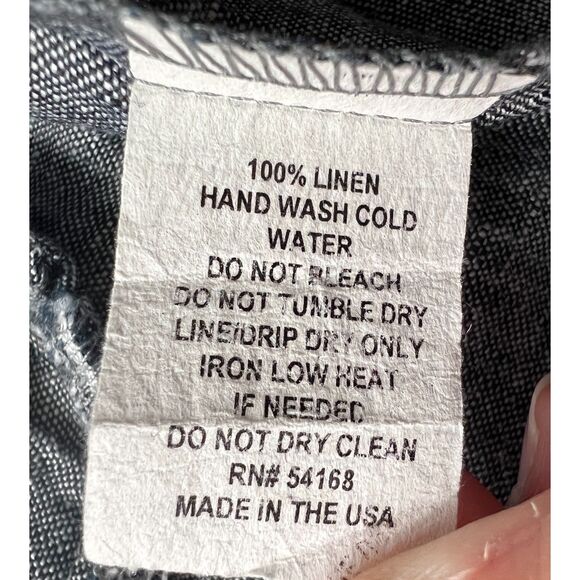 100% LINEN
HAND WASH COLD
WATER
DO NOT BLEACH
DO NOT TUMBLE DRY
LINE/DRIP DRY ONLY
IRON LOW HEAT
IF NEEDED
DO NOT DRY CLEAN
RN# 54168
MADE IN THE USA